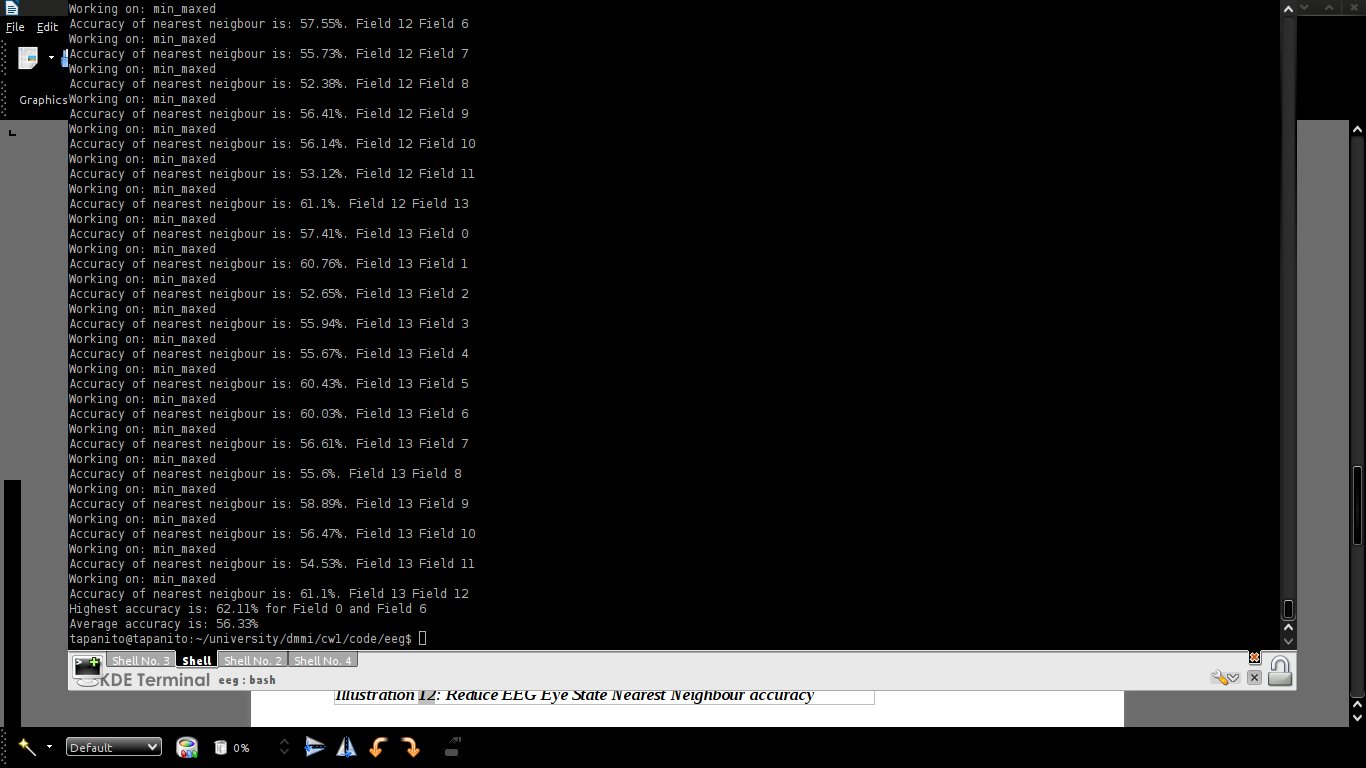 File Edit
Graphics
Working on: min_maxed
Accuracy of nearest neigbour is: 57.55%. Field 12 Field 6
Working on: min_maxed
Accuracy of nearest neigbour is: 55.73%. Field 12 Field 7
Working on: min_maxed
Accuracy of nearest neigbour is: 52.38%. Field 12 Field 8
Working on: min_maxed
Accuracy of nearest neigbour is: 56.41%. Field 12 Field 9
Working on: min_maxed
Accuracy of nearest neigbour is: 56.14%. Field 12 Field 10
Working on: min_maxed
Accuracy of nearest neigbour is: 53.12%. Field 12 Field 11
Working on: min_maxed
Accuracy of nearest neigbour is: 61.1%. Field 12 Field 13
Working on: min_maxed
Accuracy of nearest neigbour is: 57.41%. Field 13 Field 0
Working on: min_maxed
Accuracy of nearest neigbour is: 60.76%. Field 13 Field 1
Working on: min_maxed
Accuracy of nearest neigbour is: 52.65%. Field 13 Field 2
Working on: min_maxed
Accuracy of nearest neigbour is: 55.94%. Field 13 Field 3
Working on: min_maxed
Accuracy of nearest neigbour is: 55.67%. Field 13 Field 4
Working on: min_maxed
Accuracy of nearest neigbour is: 60.43%. Field 13 Field 5
Working on: min_maxed
Accuracy of nearest neigbour is: 60.03%. Field 13 Field 6
Working on: min_maxed
Accuracy of nearest neigbour is: 56.61%. Field 13 Field 7
Working on: min_maxed
Accuracy of nearest neigbour is: 55.6%. Field 13 Field 8
Working on: min_maxed
Accuracy of nearest neigbour is: 58.89%. Field 13 Field 9
Working on: min_maxed
Accuracy of nearest neigbour is: 56.47%. Field 13 Field 10
Working on: min_maxed
Accuracy of nearest neigbour is: 54.53%. Field 13 Field 11
Working on: min_maxed
Accuracy of nearest neigbour is: 61.1%. Field 13 Field 12
Highest accuracy is: 62.11% for Field 0 and Field 6
Average accuracy is: 56.33%
tapanito@tapanito:~/university/dmmi/cw1/code/eeg$
Shell No. 3 Shell Shell No. 2 Shell No. 4
KDE Terminal eeg : bash
Illustration 12: Reduce EEG Eye State Nearest Neighbour accuracy
Default 0%